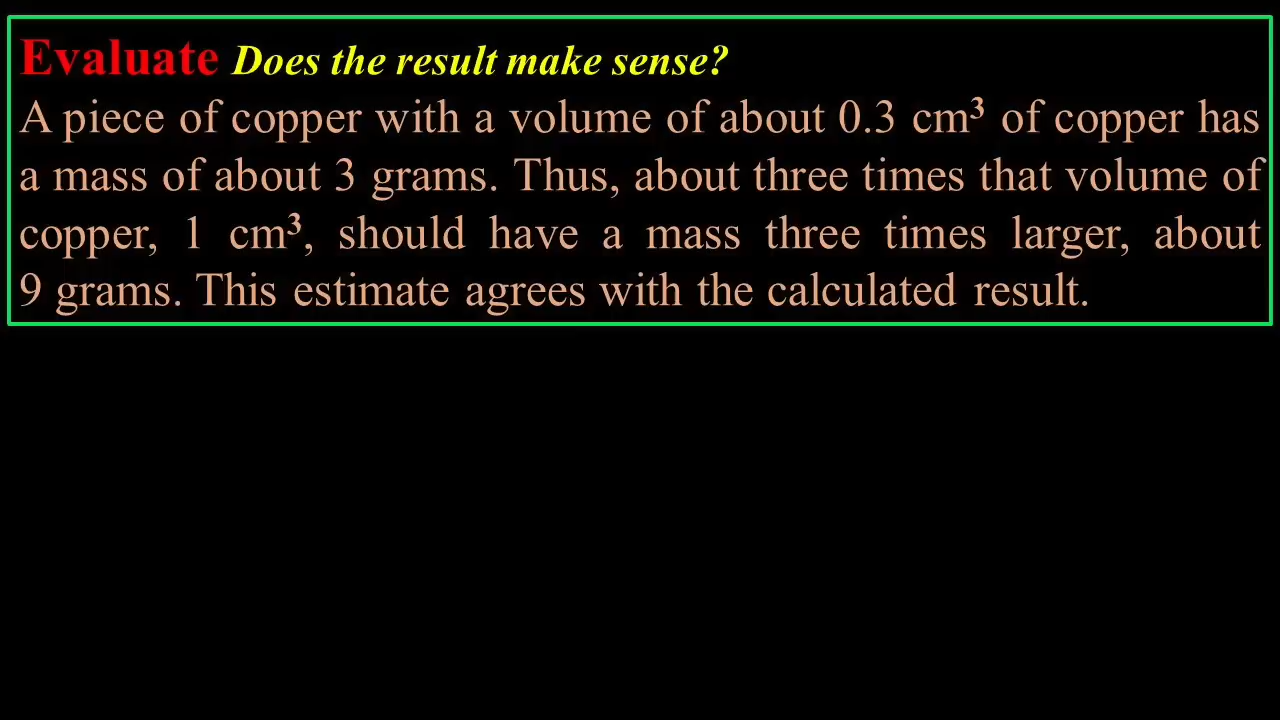 Evaluate Does the result make sense?
A piece of copper with a volume of about 0.3 cm³ of copper has
a mass of about 3 grams. Thus, about three times that volume of
copper, 1 cm³, should have a mass three times larger, about
9 grams. This estimate agrees with the calculated result.